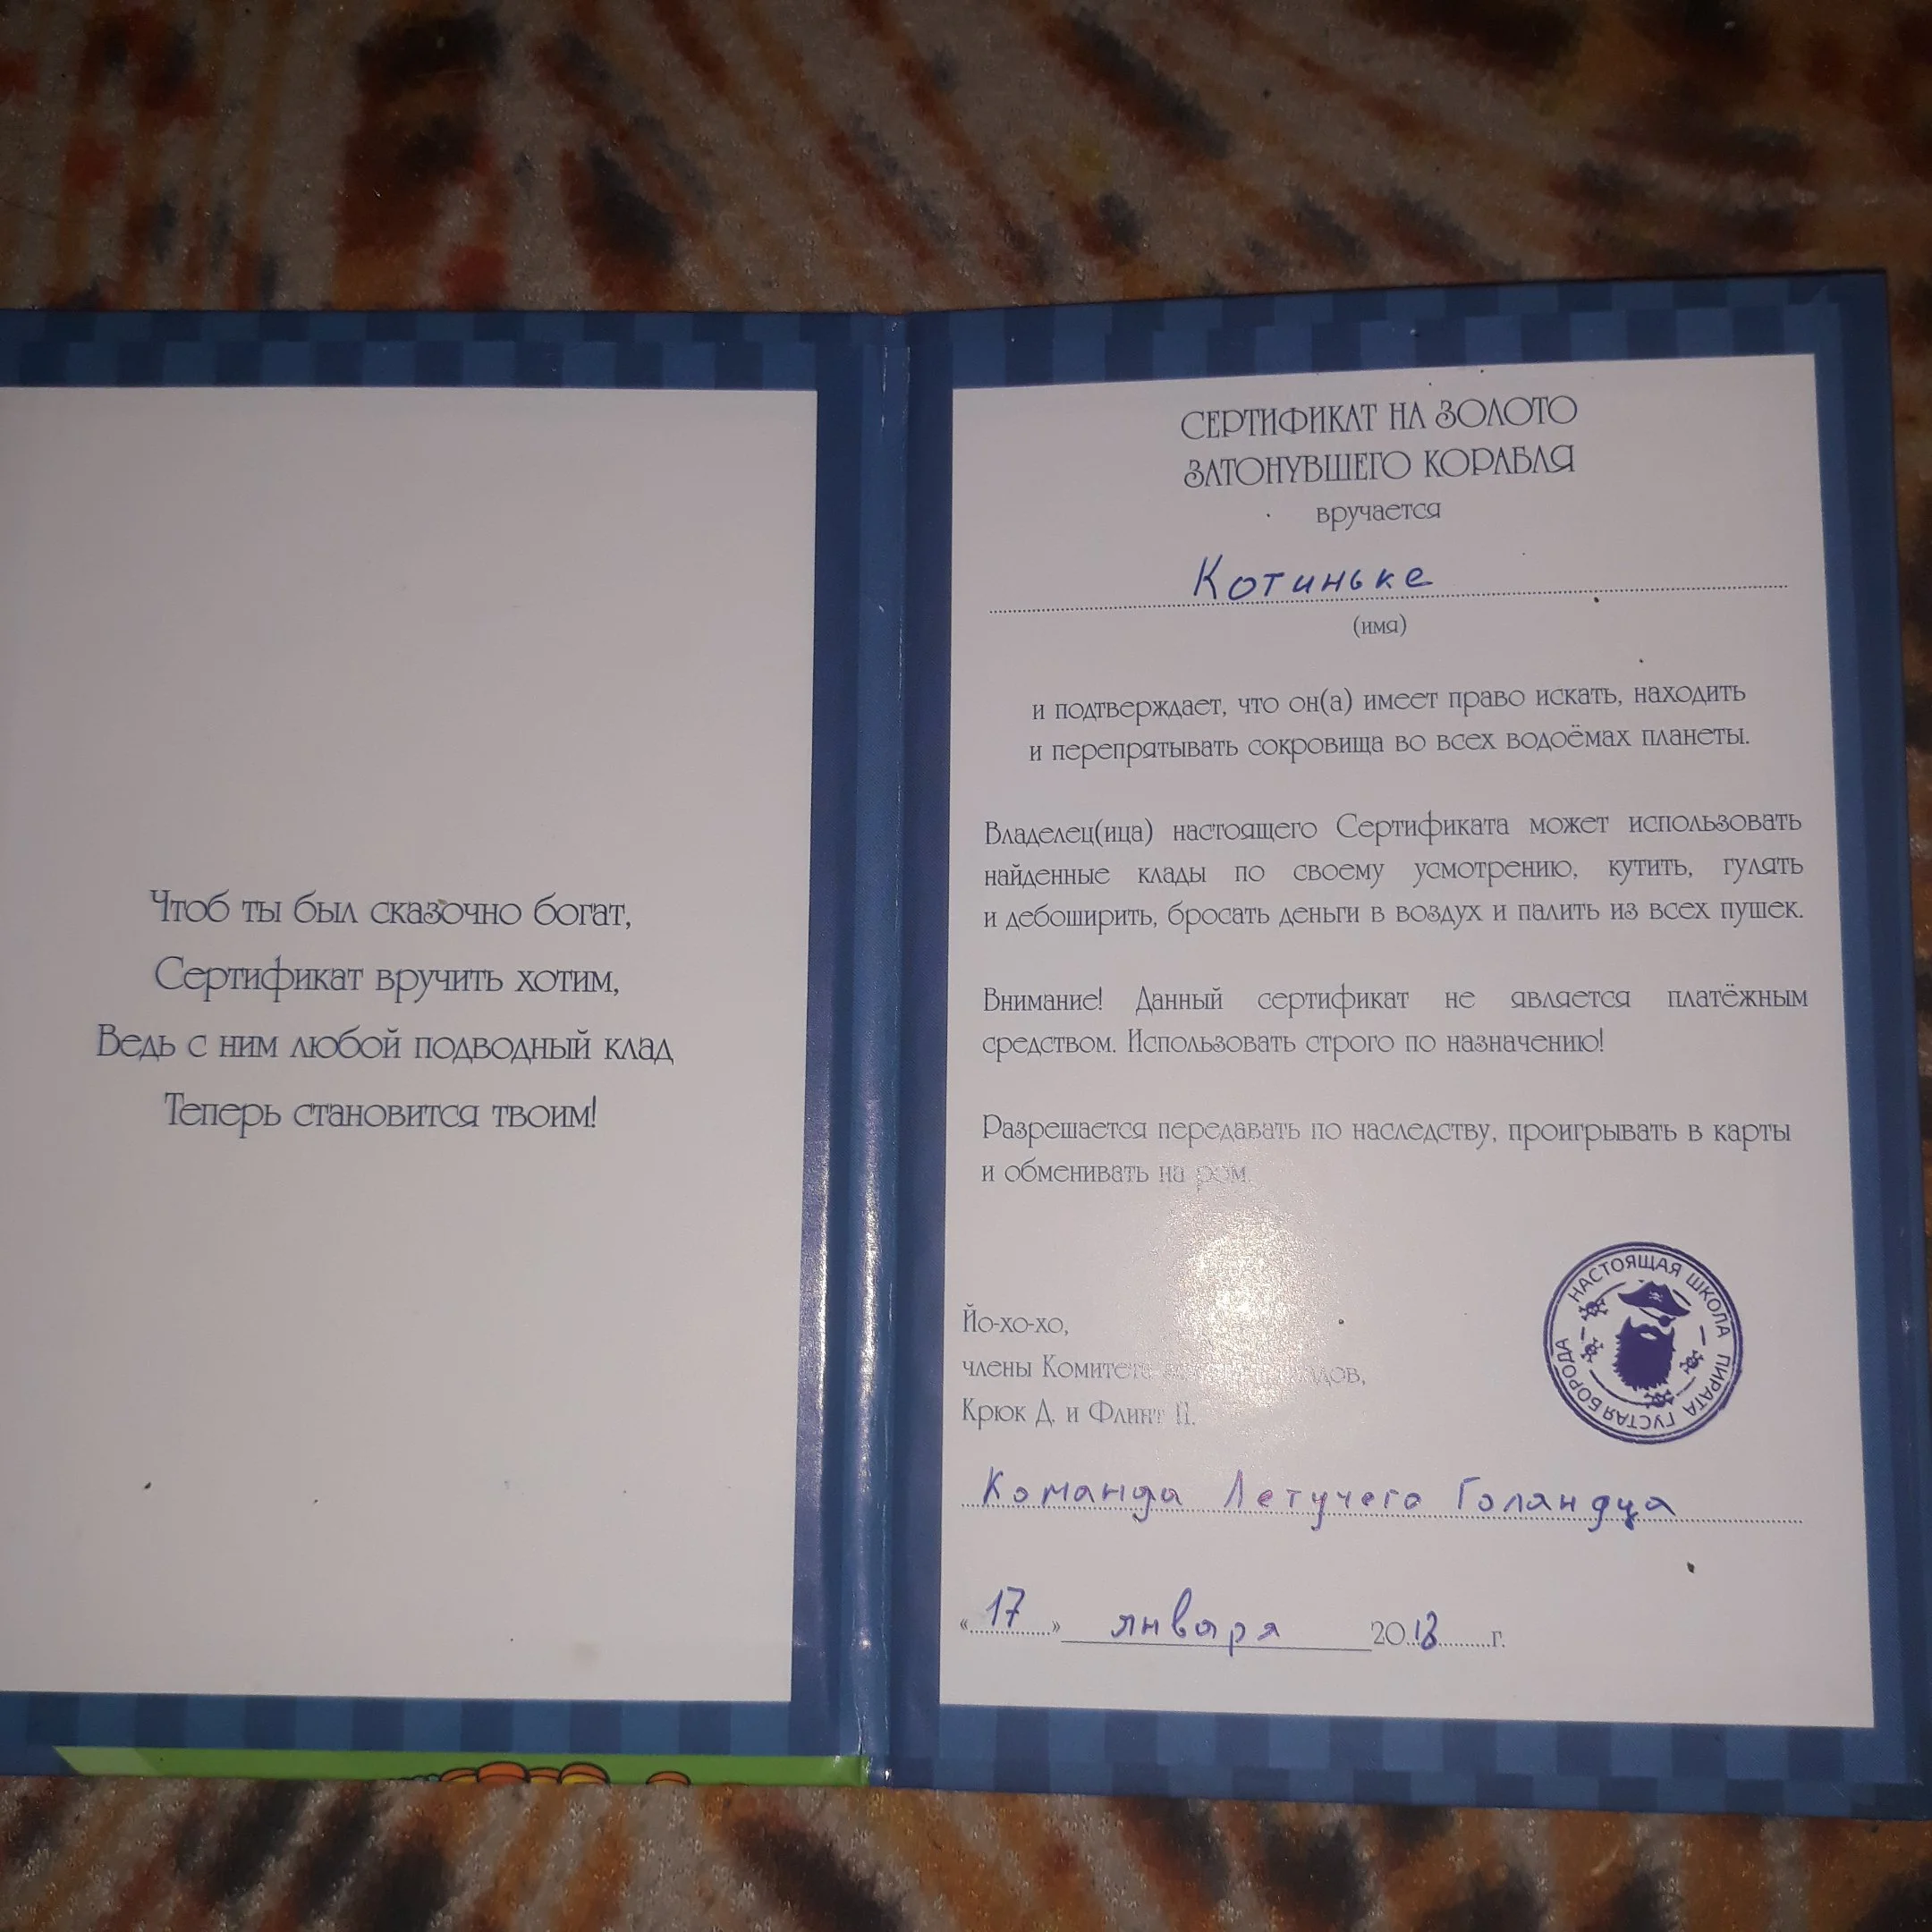 Чтоб ты был сказочно богат,
Сертификат вручить хотим,
Ведь с ним любой подводный клад
Теперь становится твоим!
СЕРТИФИКАТ НА ЗОЛОТО
ЗАТОНУВШЕГО КОРАБЛЯ
вручается
Котиньке
(имя)
и подтверждает, что он(а) имеет право искать, находить
и перепрятывать сокровища во всех водоёмах планеты.
Владелец(ица) настоящего Сертификата может использовать
найденные клады по своему усмотрению, кутить, гулять
и дебоширить, бросать деньги в воздух и палить из всех пушек.
Внимание! Данный сертификат не является платёжным
средством. Использовать строго по назначению!
Разрешается передавать по наследству, проигрывать в карты
и обменивать на ром.
Йо-хо-хо,
члены Комитета
Крюк Д. и Флинт П.
НАСТОЯЩАЯ ШКОЛА ПИРАТА ГУСТАЯ БОРОДА
Команда Летучего Голандца
«17» января 2018 г.